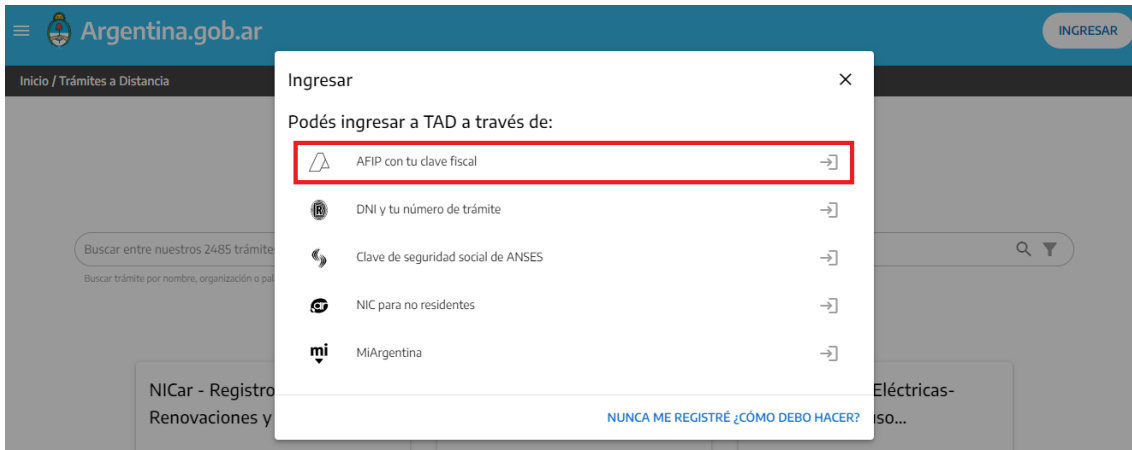 Argentina.gob.ar
INGRESAR
Inicio / Trámites a Distancia
Ingresar
Podés ingresar a TAD a través de:
AFIP con tu clave fiscal
DNI y tu número de trámite
Clave de seguridad social de ANSES
NIC para no residentes
mi
MiArgentina
NUNCA ME REGISTRÉ ¿CÓMO DEBO HACER?
Buscar entre nuestros 2485 trámite
Buscar trámite por nombre, organización o pal
NICar - Registro
Renovaciones y
Eléctricas-
so...